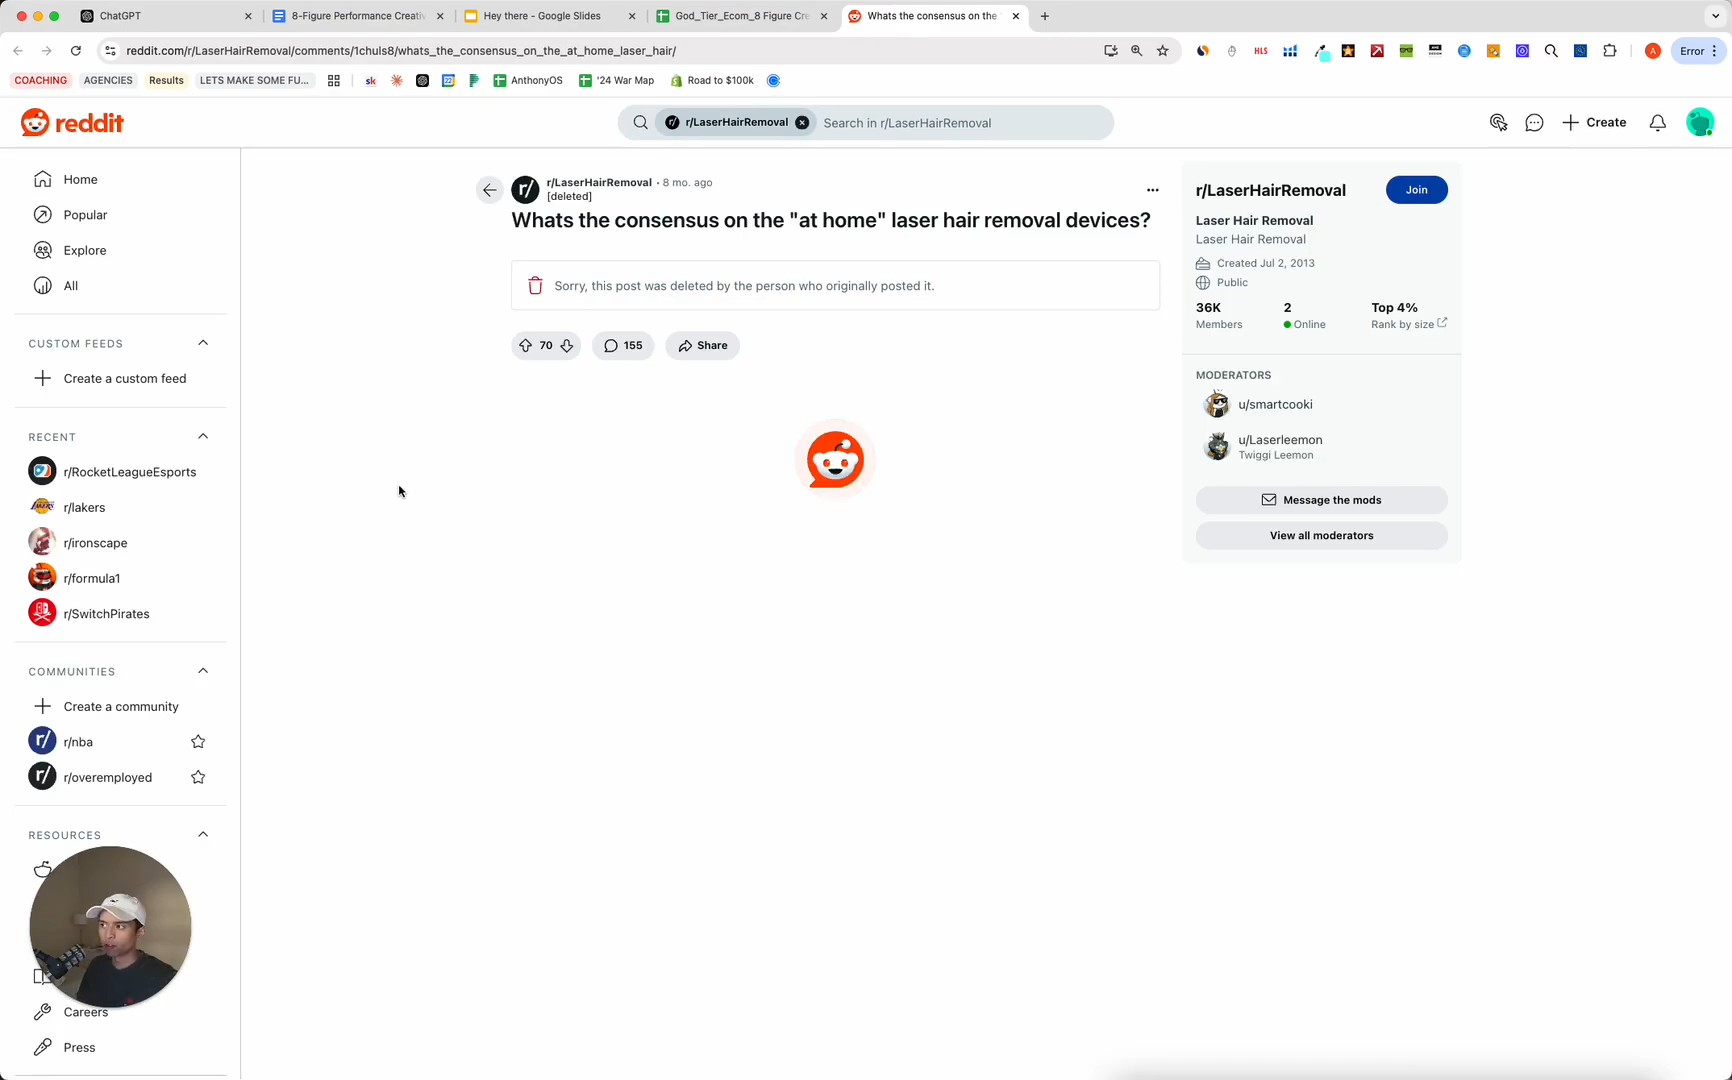 ChatGPT
8-Figure Performance Creativ
Hey there - Google Slides
God_Tier_Ecom_8 Figure Cre
Whats the consensus on the
reddit.com/r/LaserHairRemoval/comments/1chuls8/whats_the_consensus_on_the_at_home_laser_hair/
HLS
A
Error
COACHING
AGENCIES
Results
LETS MAKE SOME FU...
sk
AnthonyOS
'24 War Map
Road to $100k
reddit
r/LaserHairRemoval
Search in r/LaserHairRemoval
Create
Home
Popular
Explore
All
CUSTOM FEEDS
Create a custom feed
RECENT
r/RocketLeagueEsports
r/lakers
r/ironscape
r/formula1
r/SwitchPirates
COMMUNITIES
Create a community
r/nba
r/overemployed
RESOURCES
Careers
Press
r/LaserHairRemoval • 8 mo. ago
[deleted]
Whats the consensus on the "at home" laser hair removal devices?
Sorry, this post was deleted by the person who originally posted it.
70
155
Share
r/LaserHairRemoval
Join
Laser Hair Removal
Laser Hair Removal
Created Jul 2, 2013
Public
36K 2 Top 4%
Members Online Rank by size
MODERATORS
u/smartcooki
u/Laserleemon
Twiggi Leemon
Message the mods
View all moderators